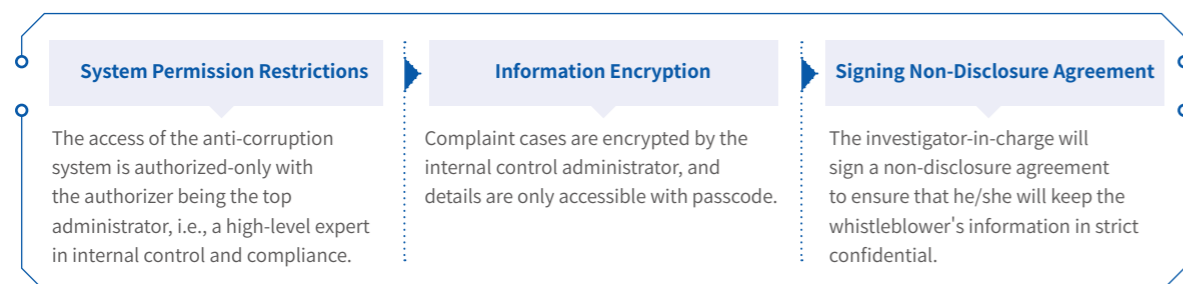 System Permission Restrictions
The access of the anti-corruption
system is authorized-only with
the authorizer being the top
administrator, i.e., a high-level expert
in internal control and compliance.
Information Encryption
Complaint cases are encrypted by the
internal control administrator, and
details are only accessible with passcode.
Signing Non-Disclosure Agreement
The investigator-in-charge will
sign a non-disclosure agreement
to ensure that he/she will keep the
whistleblower's information in strict
confidential.